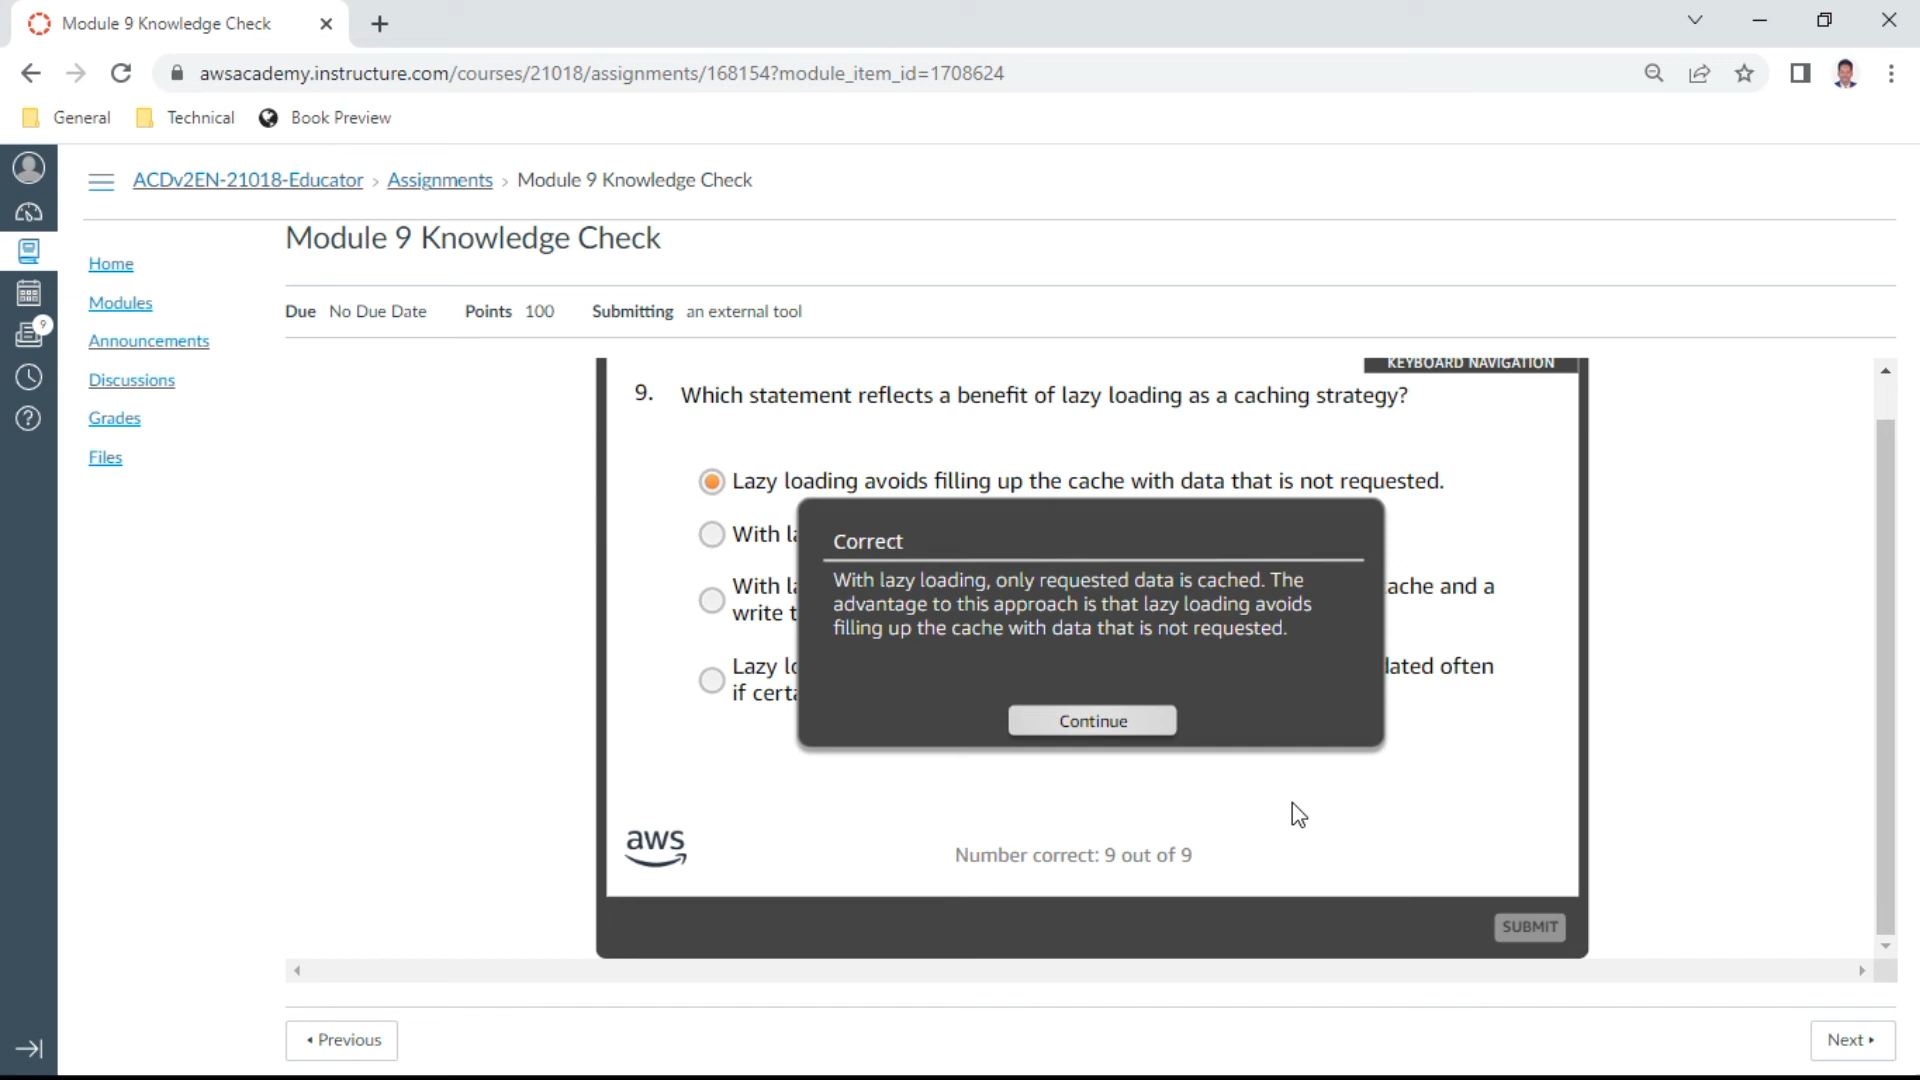 Module 9 Knowledge Check
awsacademy.instructure.com/courses/21018/assignments/168154?module_item_id=1708624
General Technical Book Preview
ACDv2EN-21018-Educator › Assignments › Module 9 Knowledge Check
Module 9 Knowledge Check
Home
Modules
Announcements
Discussions
Grades
Files
9
Due No Due Date Points 100 Submitting an external tool
KEYBOARD NAVIGATION
9. Which statement reflects a benefit of lazy loading as a caching strategy?
Lazy loading avoids filling up the cache with data that is not requested.
With
With
ache and a
write
Lazy
lated often
if
Correct
With lazy loading, only requested data is cached. The
advantage to this approach is that lazy loading avoids
filling up the cache with data that is not requested.
Continue
aws
Number correct: 9 out of 9
SUBMIT
Previous
Next